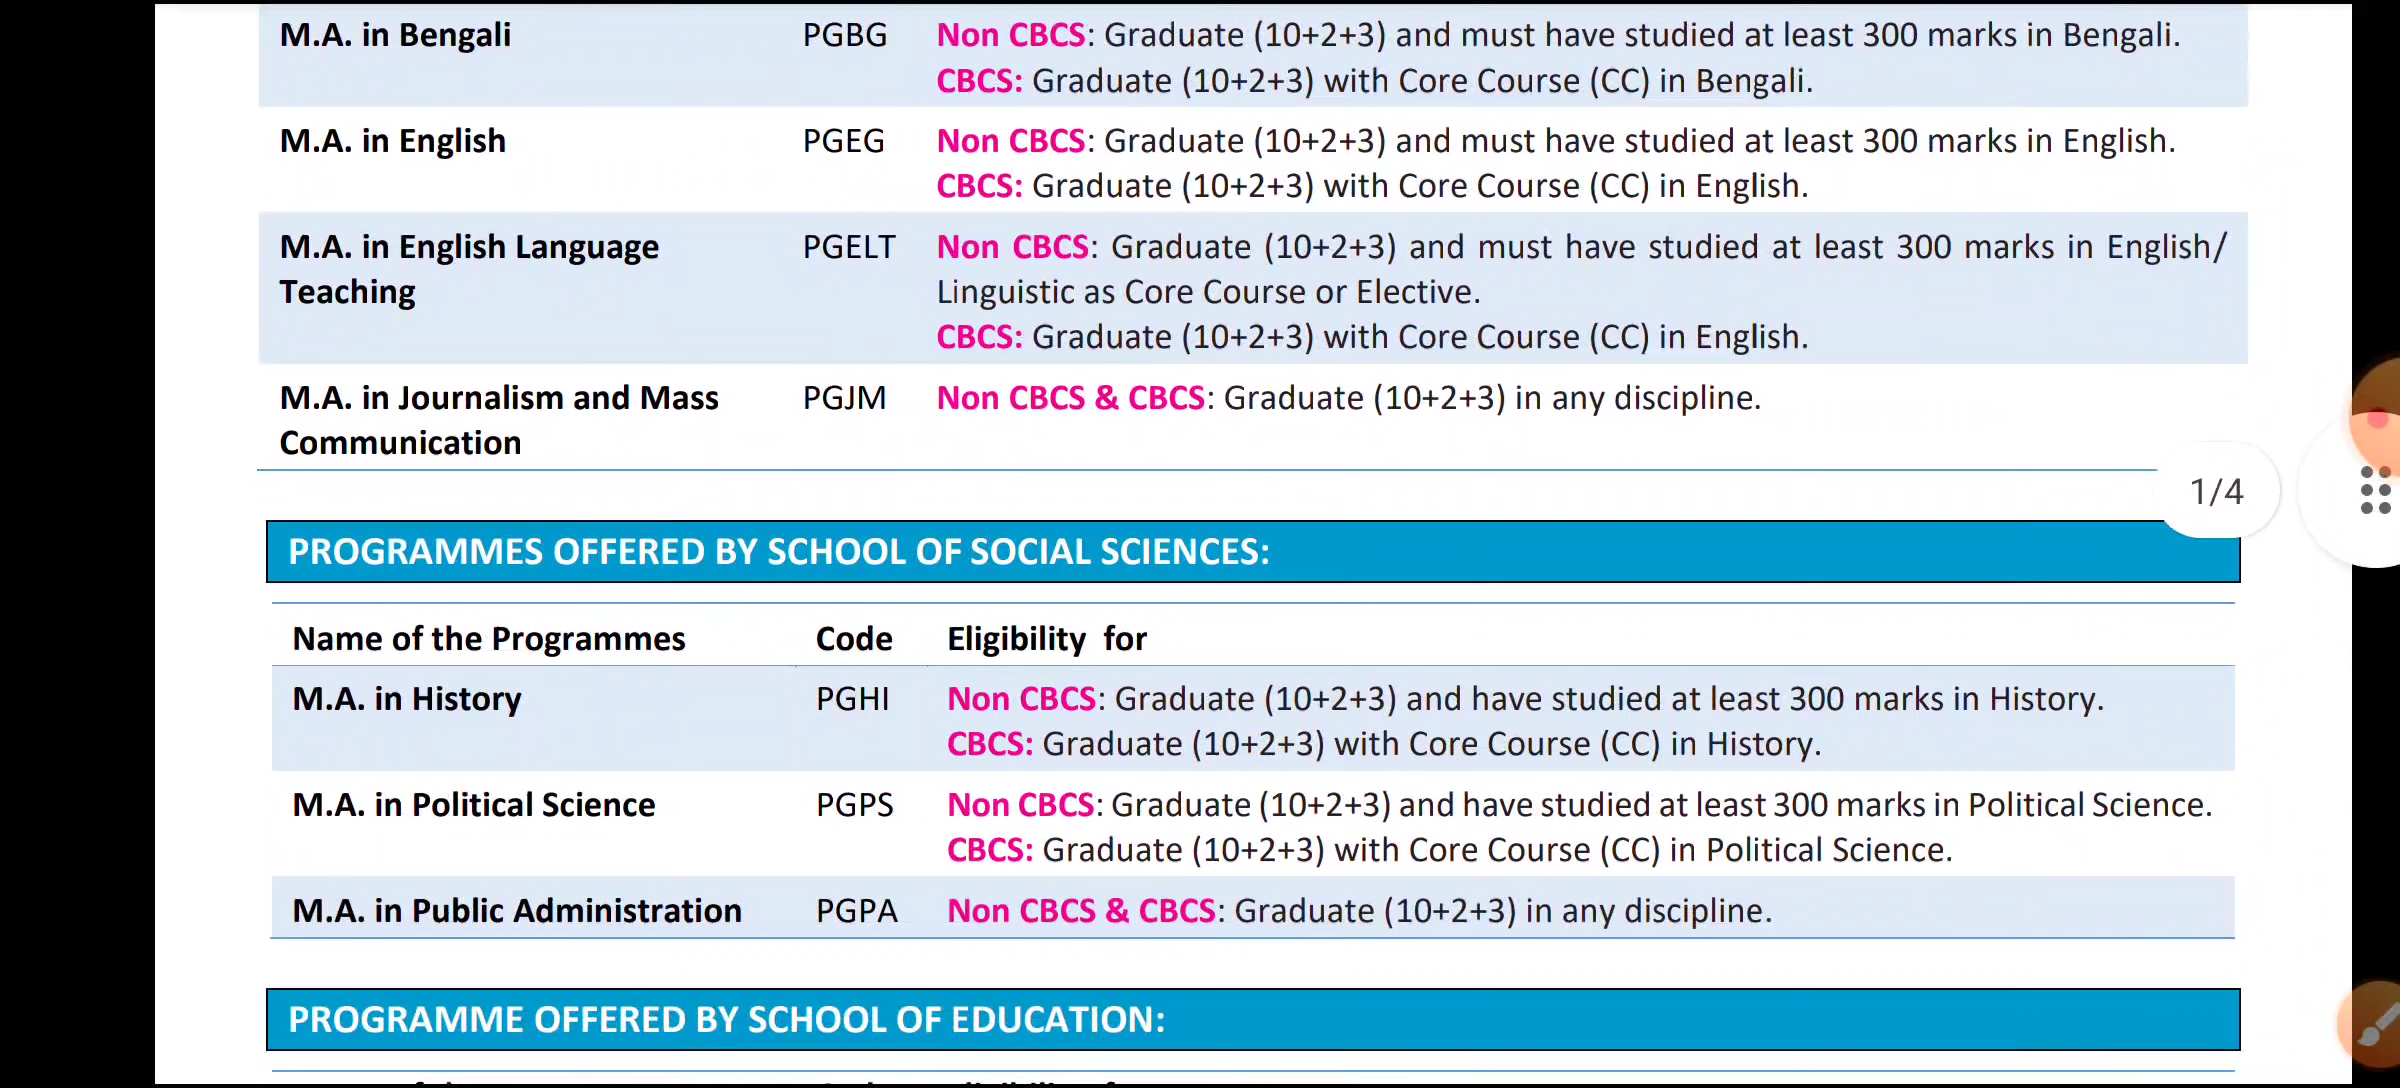 M.A. in Bengali PGBG Non CBCS: Graduate (10+2+3) and must have studied at least 300 marks in Bengali.
CBCS: Graduate (10+2+3) with Core Course (CC) in Bengali.
M.A. in English PGEG Non CBCS: Graduate (10+2+3) and must have studied at least 300 marks in English.
CBCS: Graduate (10+2+3) with Core Course (CC) in English.
M.A. in English Language PGELT Non CBCS: Graduate (10+2+3) and must have studied at least 300 marks in English/
Teaching Linguistic as Core Course or Elective.
CBCS: Graduate (10+2+3) with Core Course (CC) in English.
M.A. in Journalism and Mass PGJM Non CBCS & CBCS: Graduate (10+2+3) in any discipline.
Communication
1/4
PROGRAMMES OFFERED BY SCHOOL OF SOCIAL SCIENCES:
Name of the Programmes Code Eligibility for
M.A. in History PGHI Non CBCS: Graduate (10+2+3) and have studied at least 300 marks in History.
CBCS: Graduate (10+2+3) with Core Course (CC) in History.
M.A. in Political Science PGPS Non CBCS: Graduate (10+2+3) and have studied at least 300 marks in Political Science.
CBCS: Graduate (10+2+3) with Core Course (CC) in Political Science.
M.A. in Public Administration PGPA Non CBCS & CBCS: Graduate (10+2+3) in any discipline.
PROGRAMME OFFERED BY SCHOOL OF EDUCATION: